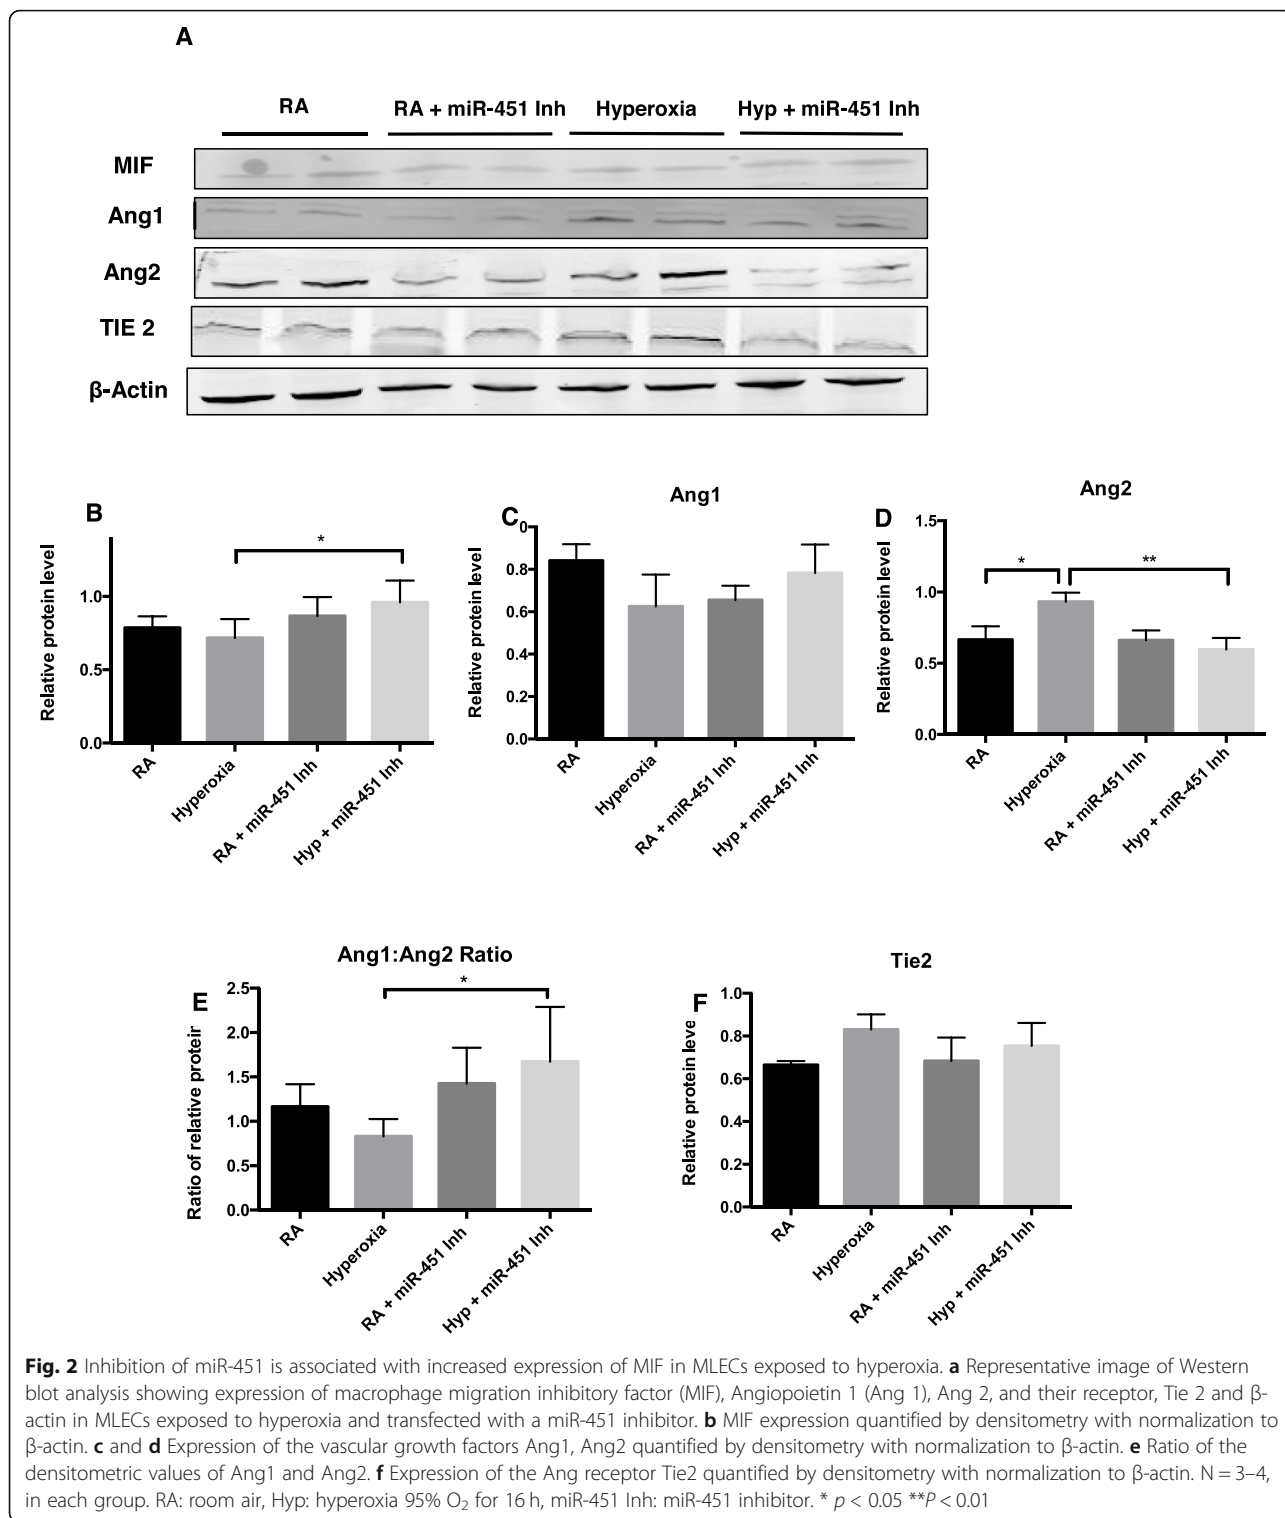 A
RA
RA + miR-451 Inh
Hyperoxia
Hyp + miR-451 Inh
MIF
Ang1
Ang2
TIE 2
β-Actin
B
Relative protein level
1.0
0.5
0.0
*
RA
Hyperoxia
RA + miR-451 Inh
Hyp + miR-451 Inh
Ang1
C
Relative protein level
0
0.8
0.6
0.4
0.2
0.0
RA
Hyperoxia
RA + miR-451 Inh
Hyp + miR-451 Inh
Ang2
D
Relative protein level
1.5
1.0
0.5
0.0
*
**
RA
Hyperoxia
RA + miR-451 Inh
Hyp + miR-451 Inh
Ang1:Ang2 Ratio
E
Ratio of relative protein
2.5
2.0
1.5
1.0
0.5
0.0
*
RA
Hyperoxia
RA + miR-451 Inh
Hyp + miR-451 Inh
Tie2
F
Relative protein leve
1.0
0.8
0.6
0.4
0.2
0.0
RA
Hyperoxia
RA + miR-451 Inh
Hyp + miR-451 Inh
Fig. 2 Inhibition of miR-451 is associated with increased expression of MIF in MLECs exposed to hyperoxia. a Representative image of Western
blot analysis showing expression of macrophage migration inhibitory factor (MIF), Angiopoietin 1 (Ang 1), Ang 2, and their receptor, Tie 2 and β-
actin in MLECs exposed to hyperoxia and transfected with a miR-451 inhibitor. b MIF expression quantified by densitometry with normalization to
β-actin. c and d Expression of the vascular growth factors Ang1, Ang2 quantified by densitometry with normalization to β-actin. e Ratio of the
densitometric values of Ang1 and Ang2. f Expression of the Ang receptor Tie2 quantified by densitometry with normalization to β-actin. N = 3–4,
in each group. RA: room air, Hyp: hyperoxia 95% O₂ for 16 h, miR-451 Inh: miR-451 inhibitor. * p < 0.05 **P < 0.01